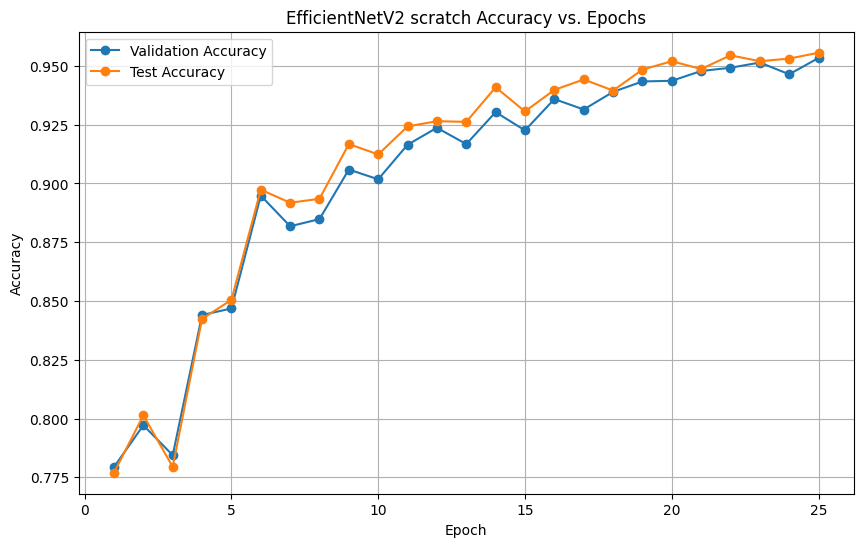 EfficientNetV2 scratch Accuracy vs. Epochs
Validation Accuracy
Test Accuracy
Accuracy
0.950
0.925
0.900
0.875
0.850
0.825
0.800
0.775
0
5
10
15
20
25
Epoch